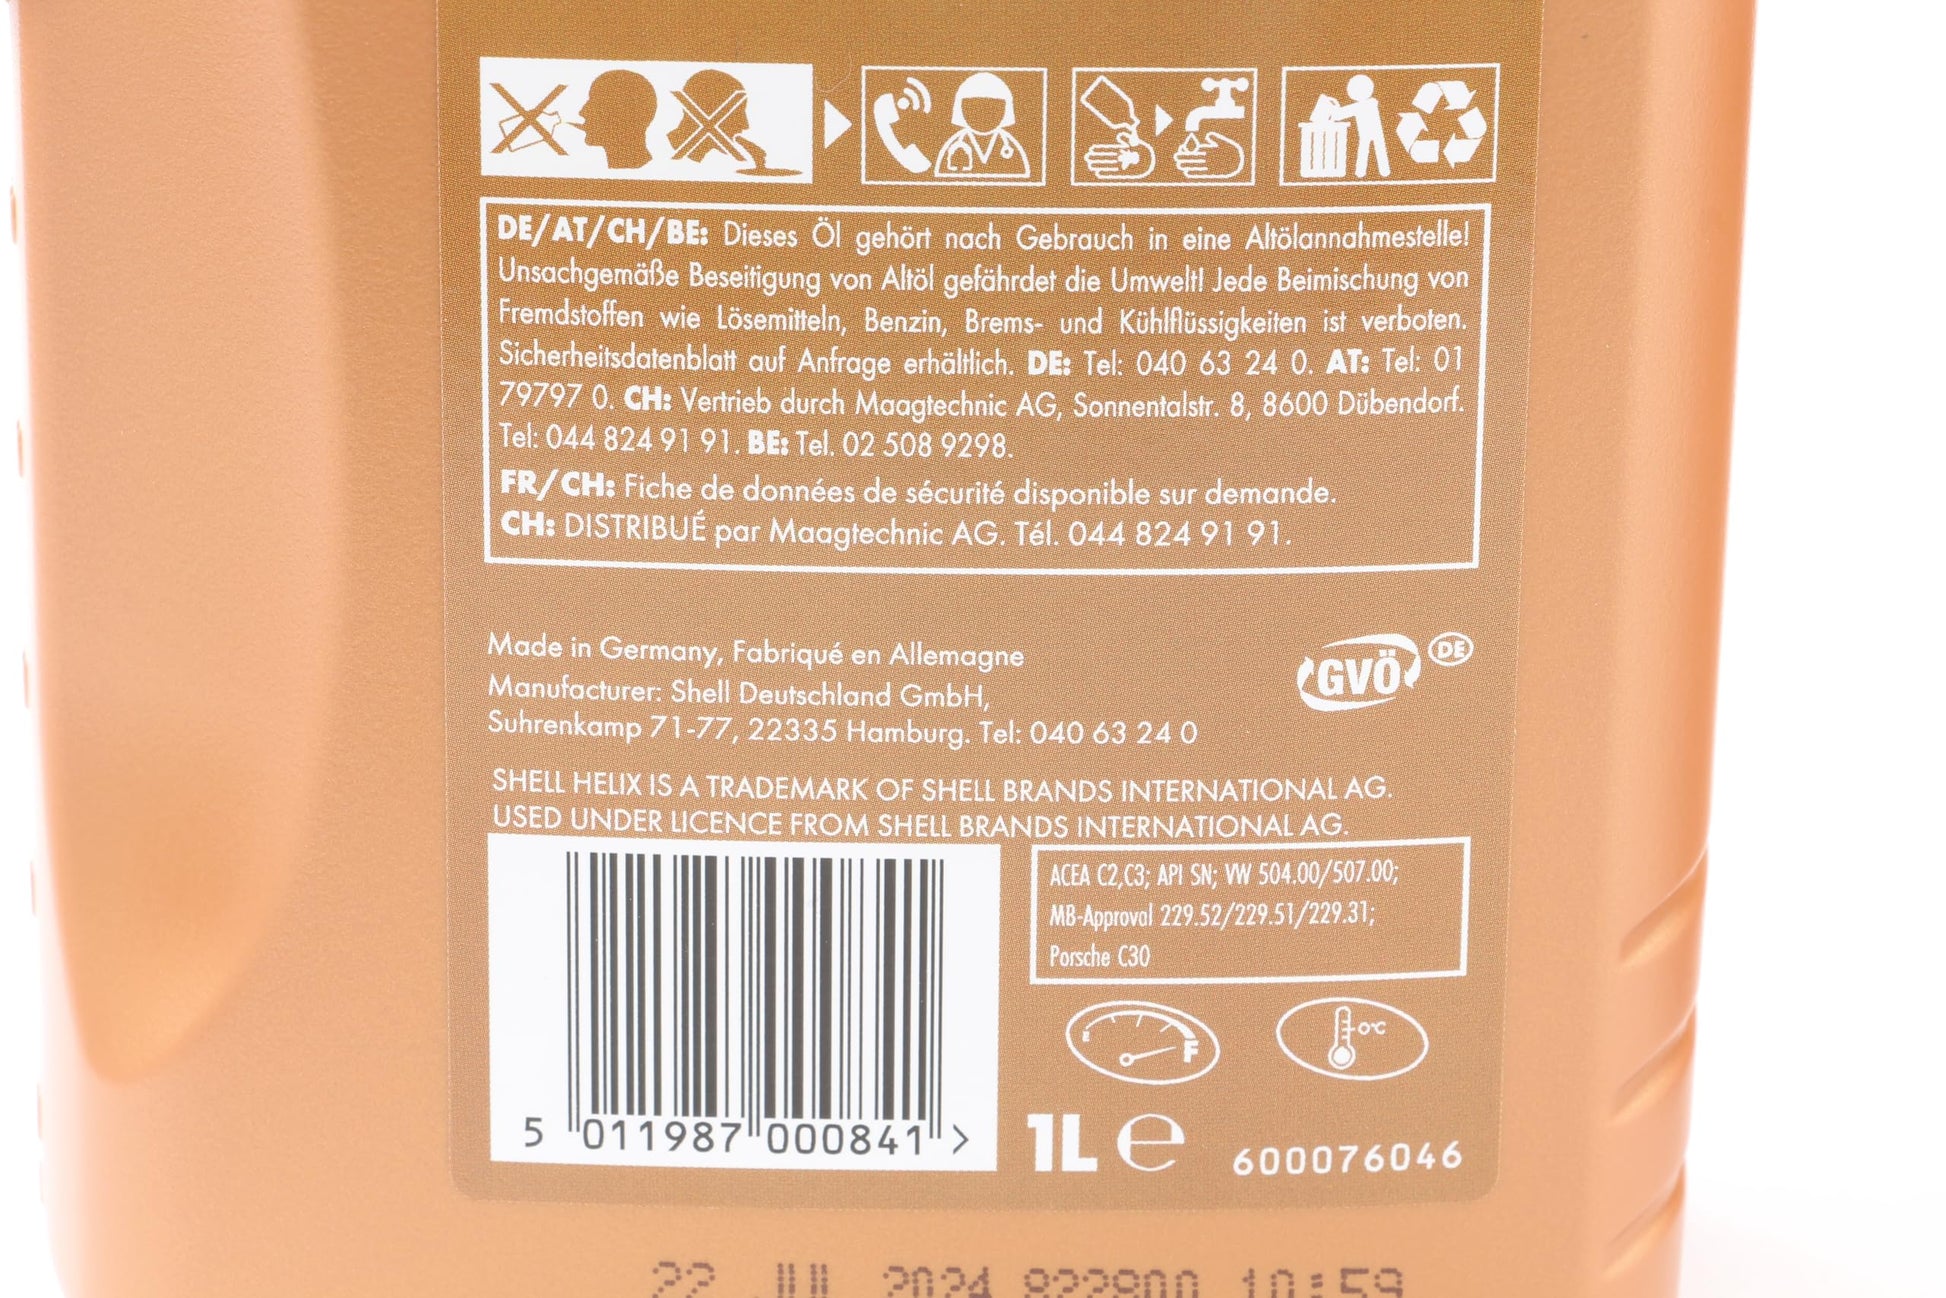 DE/AT/CH/BE: Dieses Öl gehört nach Gebrauch in eine Altölannahmestelle!
Unsachgemäße Beseitigung von Altöl gefährdet die Umwelt! Jede Beimischung von
Fremdstoffen wie Lösemitteln, Benzin, Brems- und Kühlflüssigkeiten ist verboten.
Sicherheitsdatenblatt auf Anfrage erhältlich. DE: Tel: 040 63 24 0. AT: Tel: 01
79797 0. CH: Vertrieb durch Maagtechnic AG, Sonnentalstr. 8, 8600 Dübendorf.
Tel: 044 824 91 91. BE: Tel. 02 508 9298.
FR/CH: Fiche de données de sécurité disponible sur demande.
CH: DISTRIBUÉ par Maagtechnic AG. Tél. 044 824 91 91.
Made in Germany, Fabriqué en Allemagne
Manufacturer: Shell Deutschland GmbH,
Suhrenkamp 71-77, 22335 Hamburg. Tel: 040 63 24 0
GVÖ DE
SHELL HELIX IS A TRADEMARK OF SHELL BRANDS INTERNATIONAL AG.
USED UNDER LICENCE FROM SHELL BRANDS INTERNATIONAL AG.
ACEA C2,C3; API SN; VW 504.00/507.00;
MB-Approval 229.52/229.51/229.31;
Porsche C30
E F
°C
5 011987 000841 >
1L e 600076046
22 JUL 2024 10:59